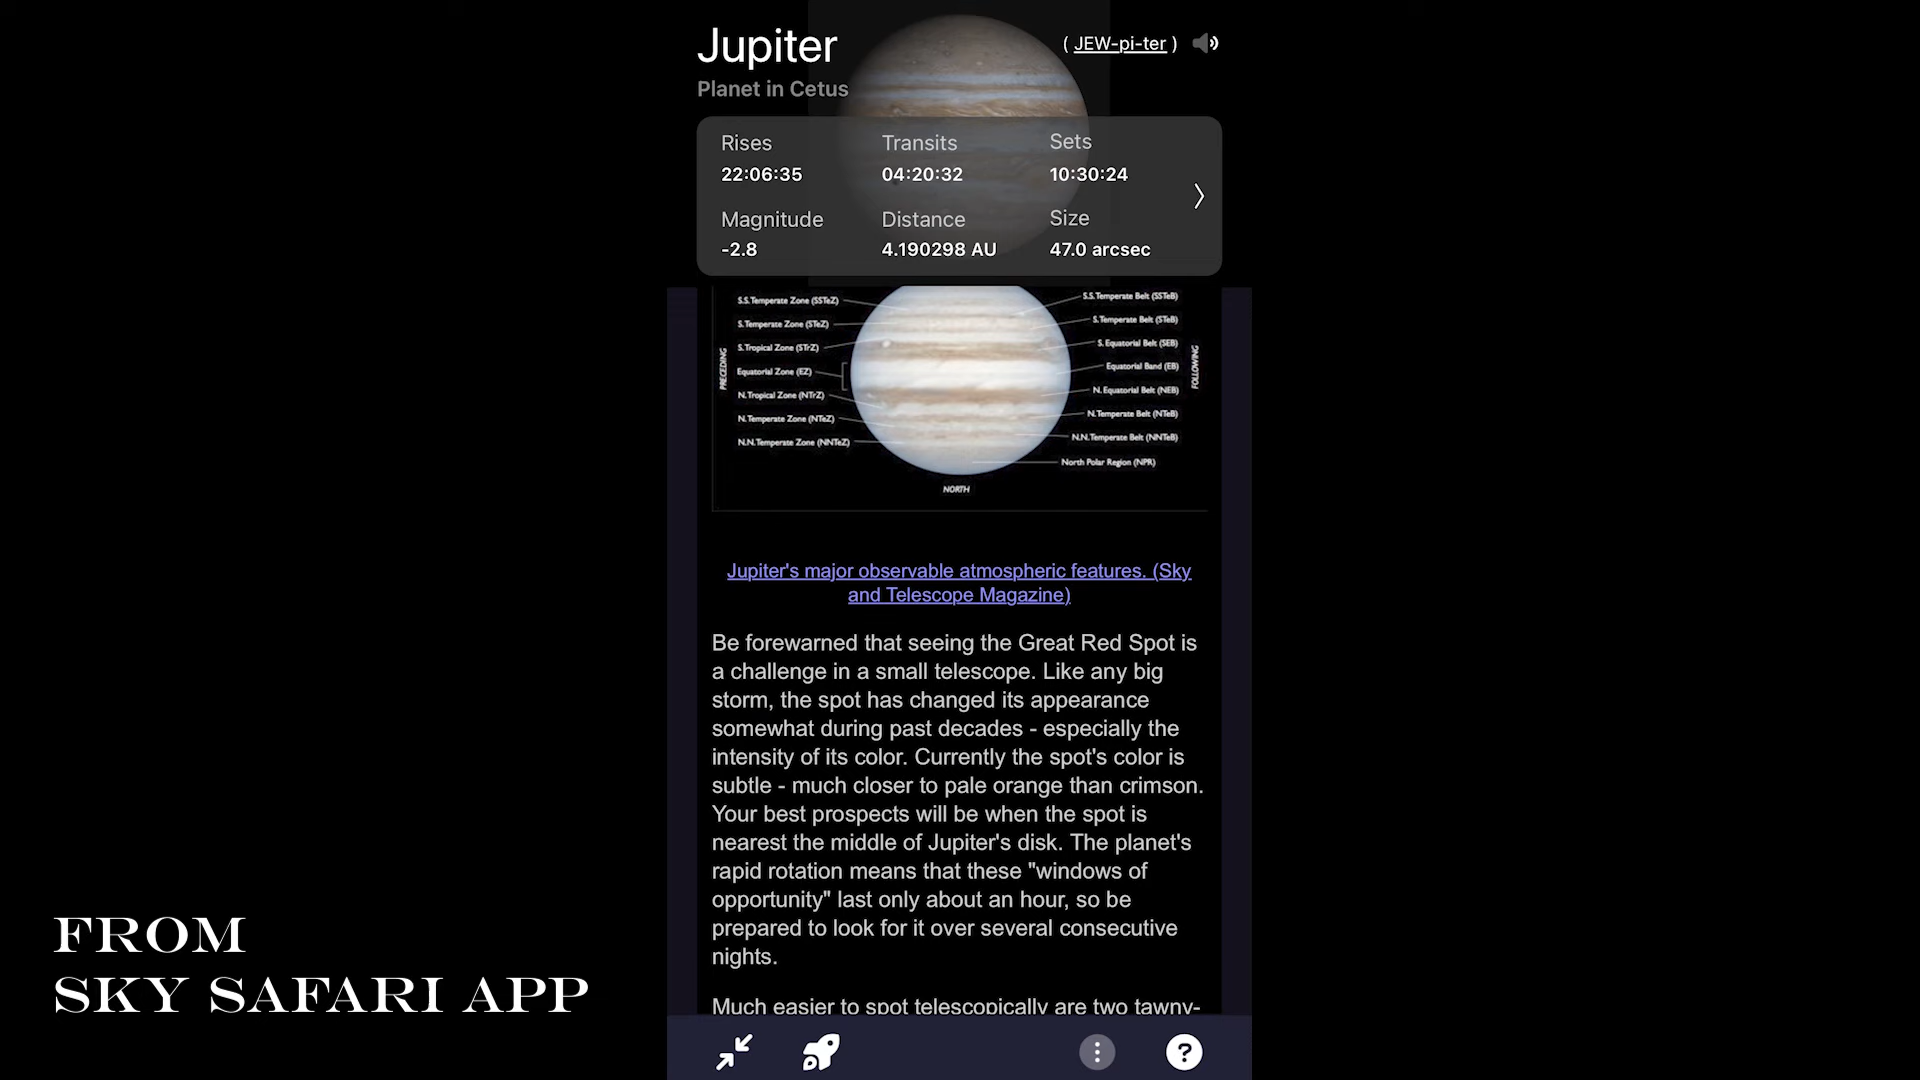 Jupiter
( JEW-pi-ter )
Planet in Cetus
Rises Transits Sets
22:06:35 04:20:32 10:30:24
Magnitude Distance Size
-2.8 4.190298 AU 47.0 arcsec
S.S. Temperate Zone (SSTeZ) S.S. Temperate Belt (SSTeB)
S. Temperate Zone (STeZ) S. Temperate Belt (STeB)
S. Tropical Zone (STrZ) S. Equatorial Belt (SEB)
PRECEDING
FOLLOWING
Equatorial Zone (EZ) Equatorial Band (EB)
N. Tropical Zone (NTrZ) N. Equatorial Belt (NEB)
N. Temperate Zone (NTeZ) N. Temperate Belt (NTeB)
N.N. Temperate Zone (NNTeZ) N.N. Temperate Belt (NNTeB)
North Polar Region (NPR)
NORTH
Jupiter's major observable atmospheric features. (Sky
and Telescope Magazine)
Be forewarned that seeing the Great Red Spot is
a challenge in a small telescope. Like any big
storm, the spot has changed its appearance
somewhat during past decades - especially the
intensity of its color. Currently the spot's color is
subtle - much closer to pale orange than crimson.
Your best prospects will be when the spot is
nearest the middle of Jupiter's disk. The planet's
rapid rotation means that these "windows of
opportunity" last only about an hour, so be
prepared to look for it over several consecutive
nights.
Much easier to spot telescopically are two tawny-
?
FROM
SKY SAFARI APP